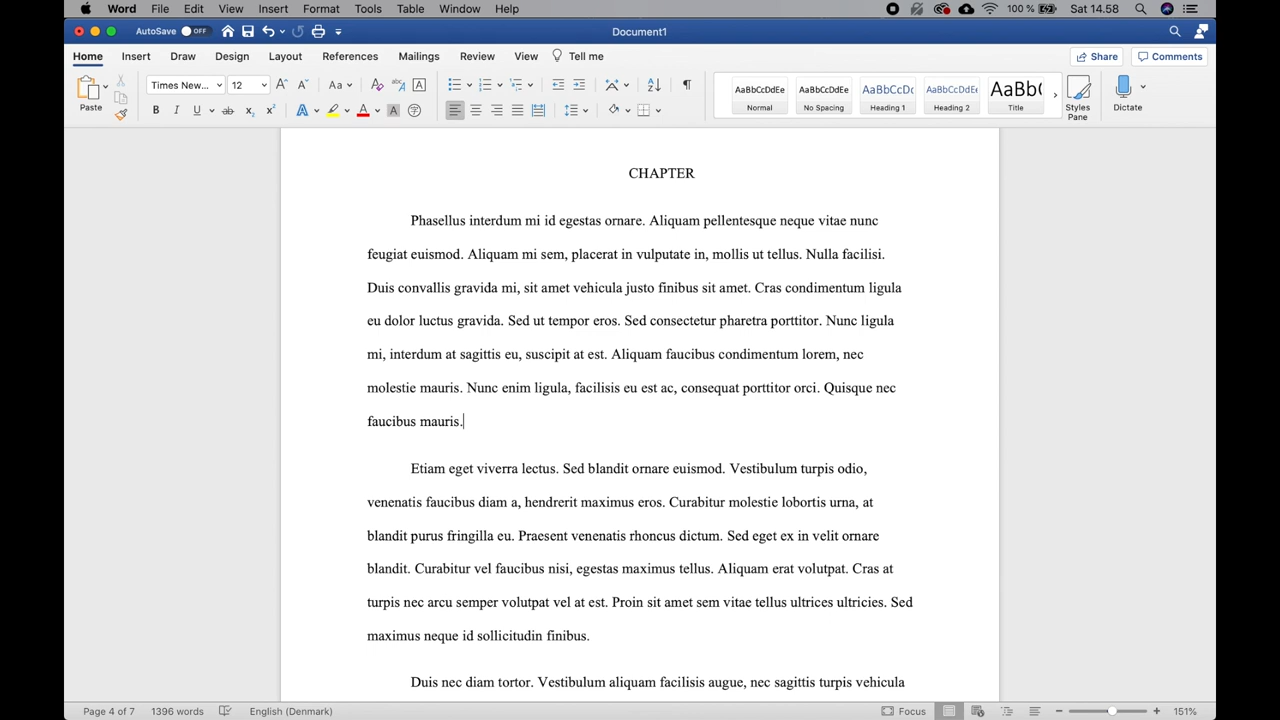 Word File Edit View Insert Format Tools Table Window Help 100 % Sat 14.58
AutoSave OFF Document1
Home Insert Draw Design Layout References Mailings Review View Tell me Share Comments
Paste Times New... 12 Aa AaBbCcDdEe AaBbCcDdEe AaBbCcDc AaBbCcDdEe AaBb( Styles Pane Dictate
B I U ab x2 x2 A A A Normal No Spacing Heading 1 Heading 2 Title
CHAPTER
Phasellus interdum mi id egestas ornare. Aliquam pellentesque neque vitae nunc
feugiat euismod. Aliquam mi sem, placerat in vulputate in, mollis ut tellus. Nulla facilisi.
Duis convallis gravida mi, sit amet vehicula justo finibus sit amet. Cras condimentum ligula
eu dolor luctus gravida. Sed ut tempor eros. Sed consectetur pharetra porttitor. Nunc ligula
mi, interdum at sagittis eu, suscipit at est. Aliquam faucibus condimentum lorem, nec
molestie mauris. Nunc enim ligula, facilisis eu est ac, consequat porttitor orci. Quisque nec
faucibus mauris.
Etiam eget viverra lectus. Sed blandit ornare euismod. Vestibulum turpis odio,
venenatis faucibus diam a, hendrerit maximus eros. Curabitur molestie lobortis urna, at
blandit purus fringilla eu. Praesent venenatis rhoncus dictum. Sed eget ex in velit ornare
blandit. Curabitur vel faucibus nisi, egestas maximus tellus. Aliquam erat volutpat. Cras at
turpis nec arcu semper volutpat vel at est. Proin sit amet sem vitae tellus ultrices ultricies. Sed
maximus neque id sollicitudin finibus.
Duis nec diam tortor. Vestibulum aliquam facilisis augue, nec sagittis turpis vehicula
Page 4 of 7 1396 words English (Denmark) Focus 151%